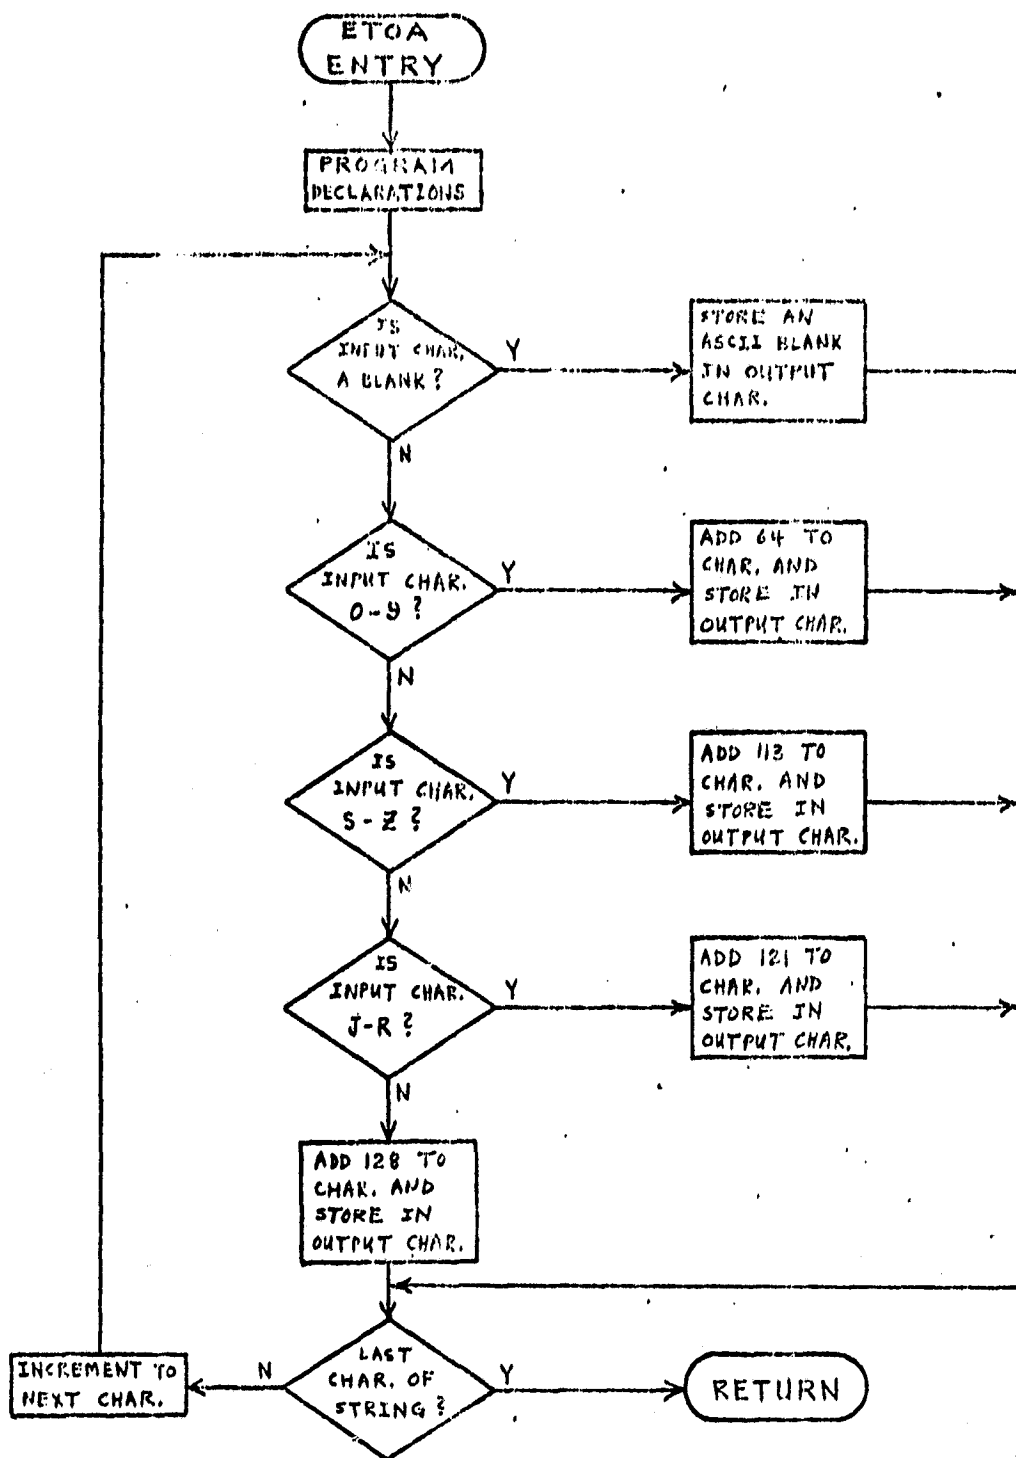 ETOA
ENTRY
PROGRAM
DECLARATIONS
IS
INPUT CHAR.
A BLANK?
Y
N
STORE AN
ASCII BLANK
IN OUTPUT
CHAR.
IS
INPUT CHAR.
0-9?
Y
N
ADD 64 TO
CHAR. AND
STORE IN
OUTPUT CHAR.
IS
INPUT CHAR.
S-Z?
Y
N
ADD 113 TO
CHAR. AND
STORE IN
OUTPUT CHAR.
IS
INPUT CHAR.
J-R?
Y
N
ADD 121 TO
CHAR. AND
STORE IN
OUTPUT CHAR.
ADD 128 TO
CHAR. AND
STORE IN
OUTPUT CHAR.
LAST
CHAR. OF
STRING?
N
Y
INCREMENT TO
NEXT CHAR.
RETURN